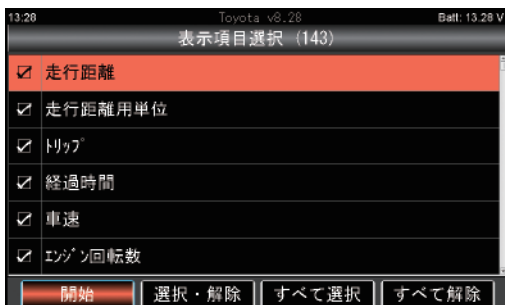 13:28 Toyota v8.28 Batt: 13.28 V
表示項目選択 (143)
走行距離
走行距離用単位
ﾄﾘｯﾌﾟ
経過時間
車速
ｴﾝｼﾞﾝ回転数
開始 選択・解除 すべて選択 すべて解除